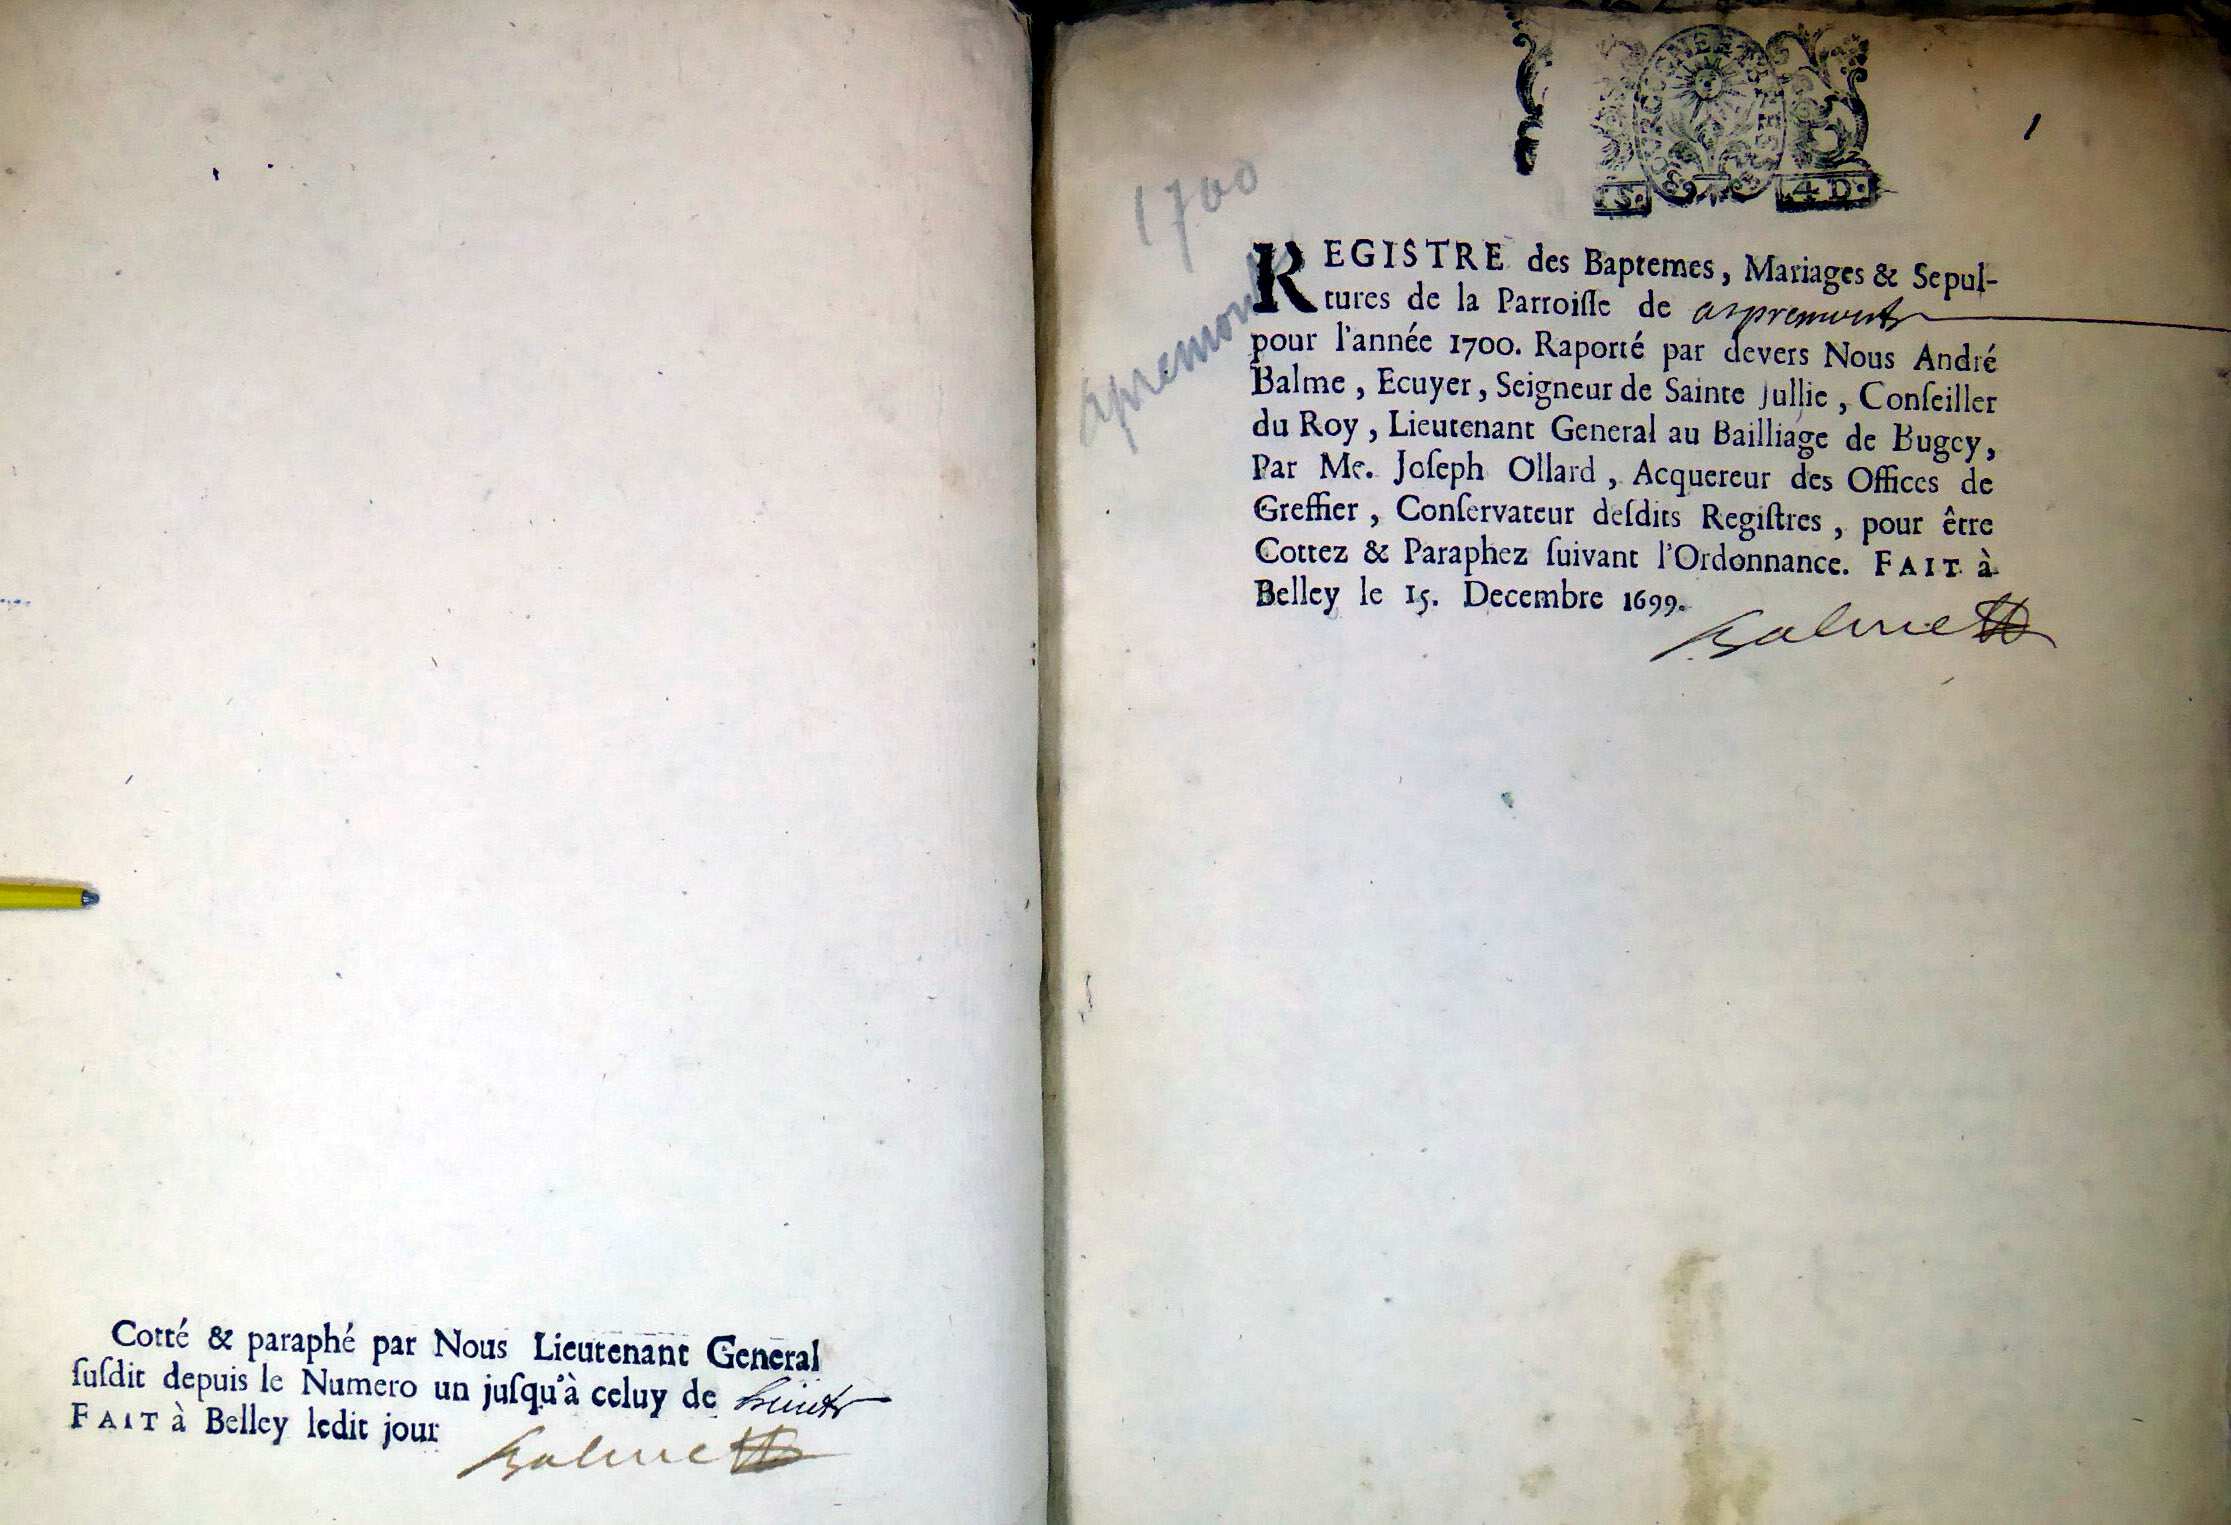 Cotté & paraphé par Nous Lieutenant General
ſuſdit depuis le Numero un juſqu'à celuy de huit
FAIT à Belley ledit jour
Balme
1
S. 4 D.
1700
apremont
REGISTRE des Baptemes, Mariages & Sepul-
tures de la Parroiſſe de aspremont
pour l'année 1700. Raporté par devers Nous André
Balme, Ecuyer, Seigneur de Sainte Jullie, Conſeiller
du Roy, Lieutenant General au Bailliage de Bugey,
Par Me. Joſeph Ollard, Acquereur des Offices de
Greffier, Conſervateur deſdits Regiſtres, pour être
Cottez & Paraphez ſuivant l'Ordonnance. FAIT à
Belley le 15. Decembre 1699.
Balme